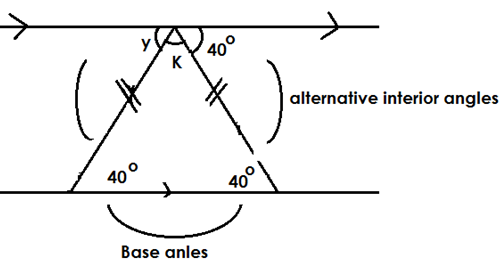 y
K
40°
alternative interior angles
40°
40°
Base anles